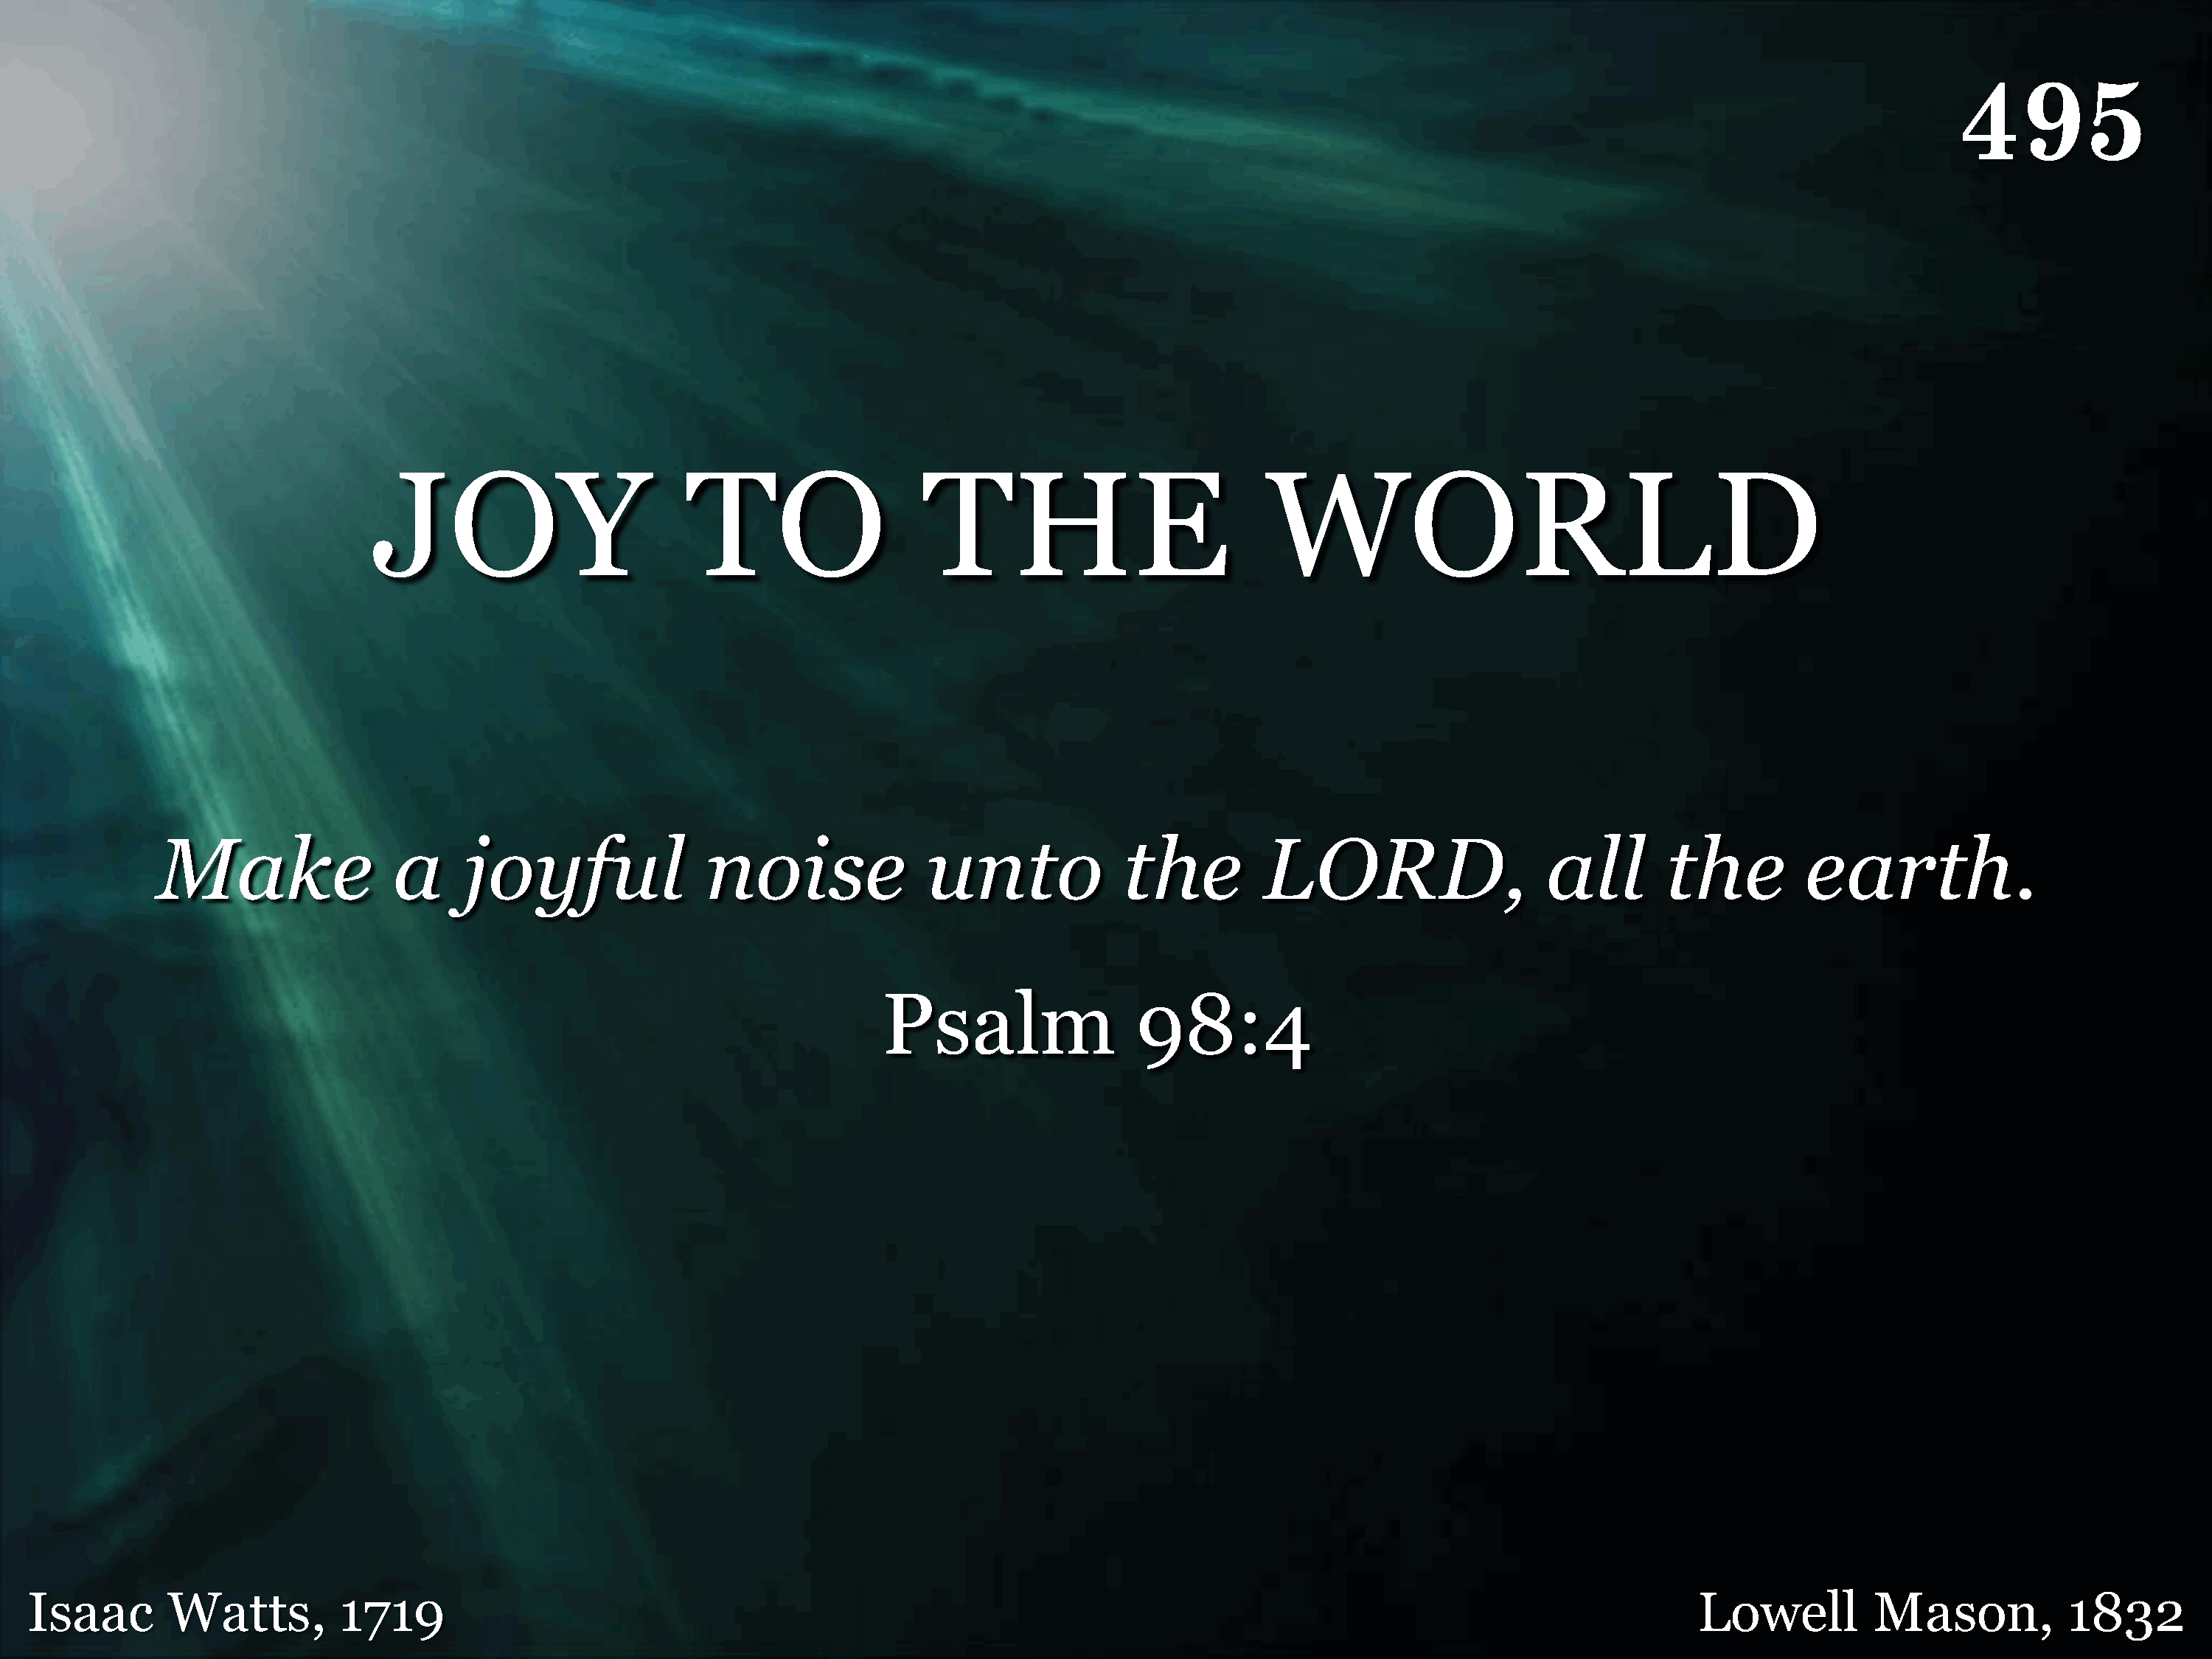 495
JOY TO THE WORLD
Make a joyful noise unto the LORD, all the earth.
Psalm 98:4
Isaac Watts, 1719
Lowell Mason, 1832